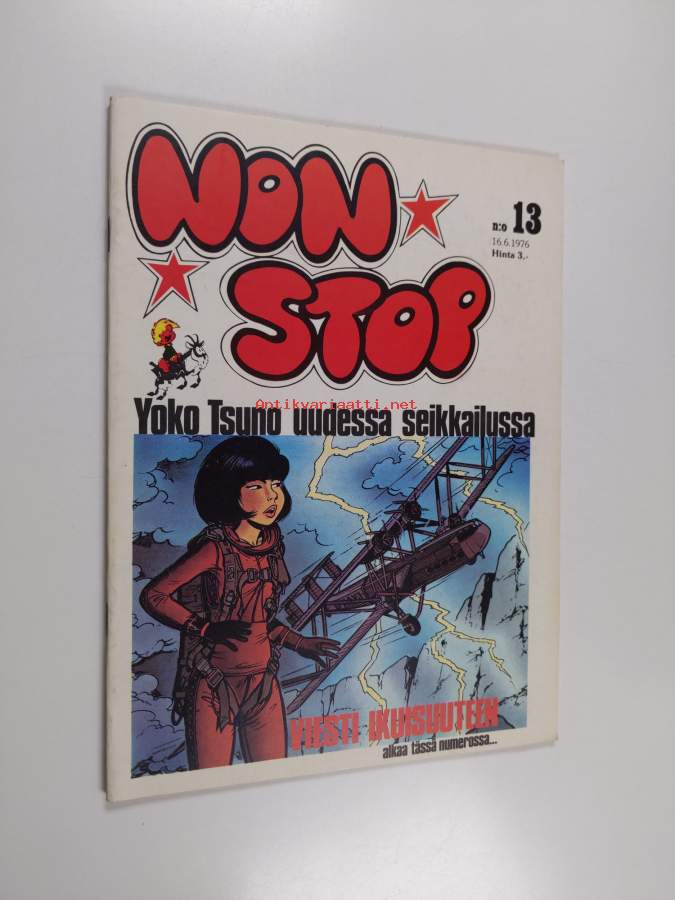 NON
STOP
n:o 13
16.6.1976
Hinta 3,-
Antikvariaatti.net
Yoko Tsuno uudessa seikkailussa
VIESTI IKUISUUTEEN
alkaa tässä numerossa...